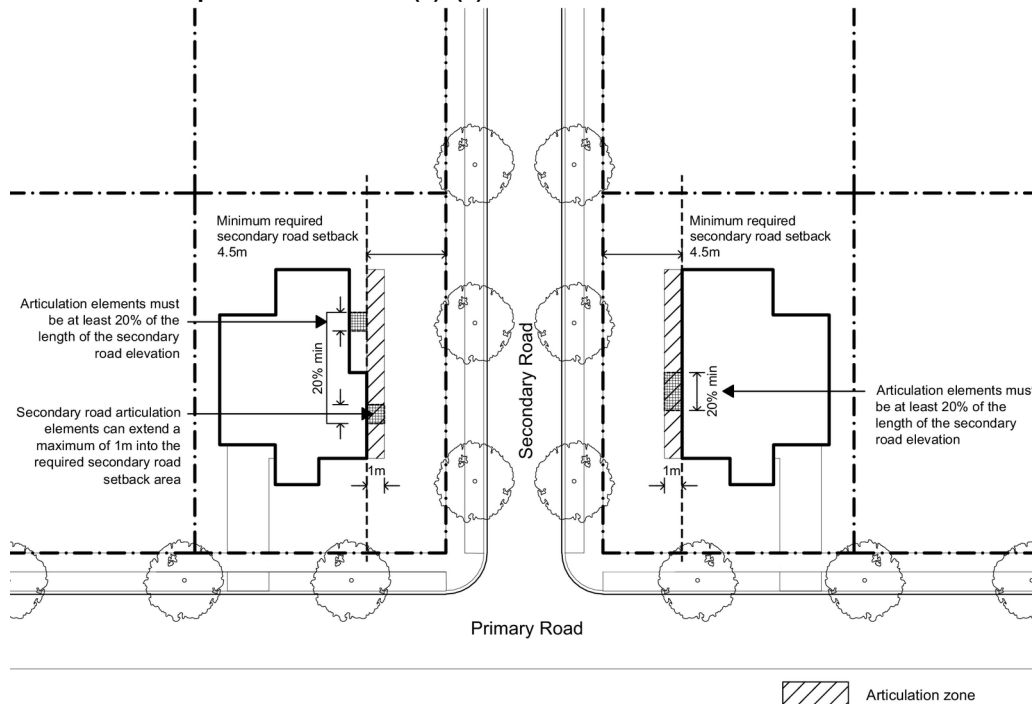 Minimum required
secondary road setback
4.5m
Minimum required
secondary road setback
4.5m
Articulation elements must
be at least 20% of the
length of the secondary
road elevation
20% min
Secondary road articulation
elements can extend a
maximum of 1m into the
required secondary road
setback area
1m
Secondary Road
20% min
1m
Articulation elements must
be at least 20% of the
length of the secondary
road elevation
Primary Road
Articulation zone